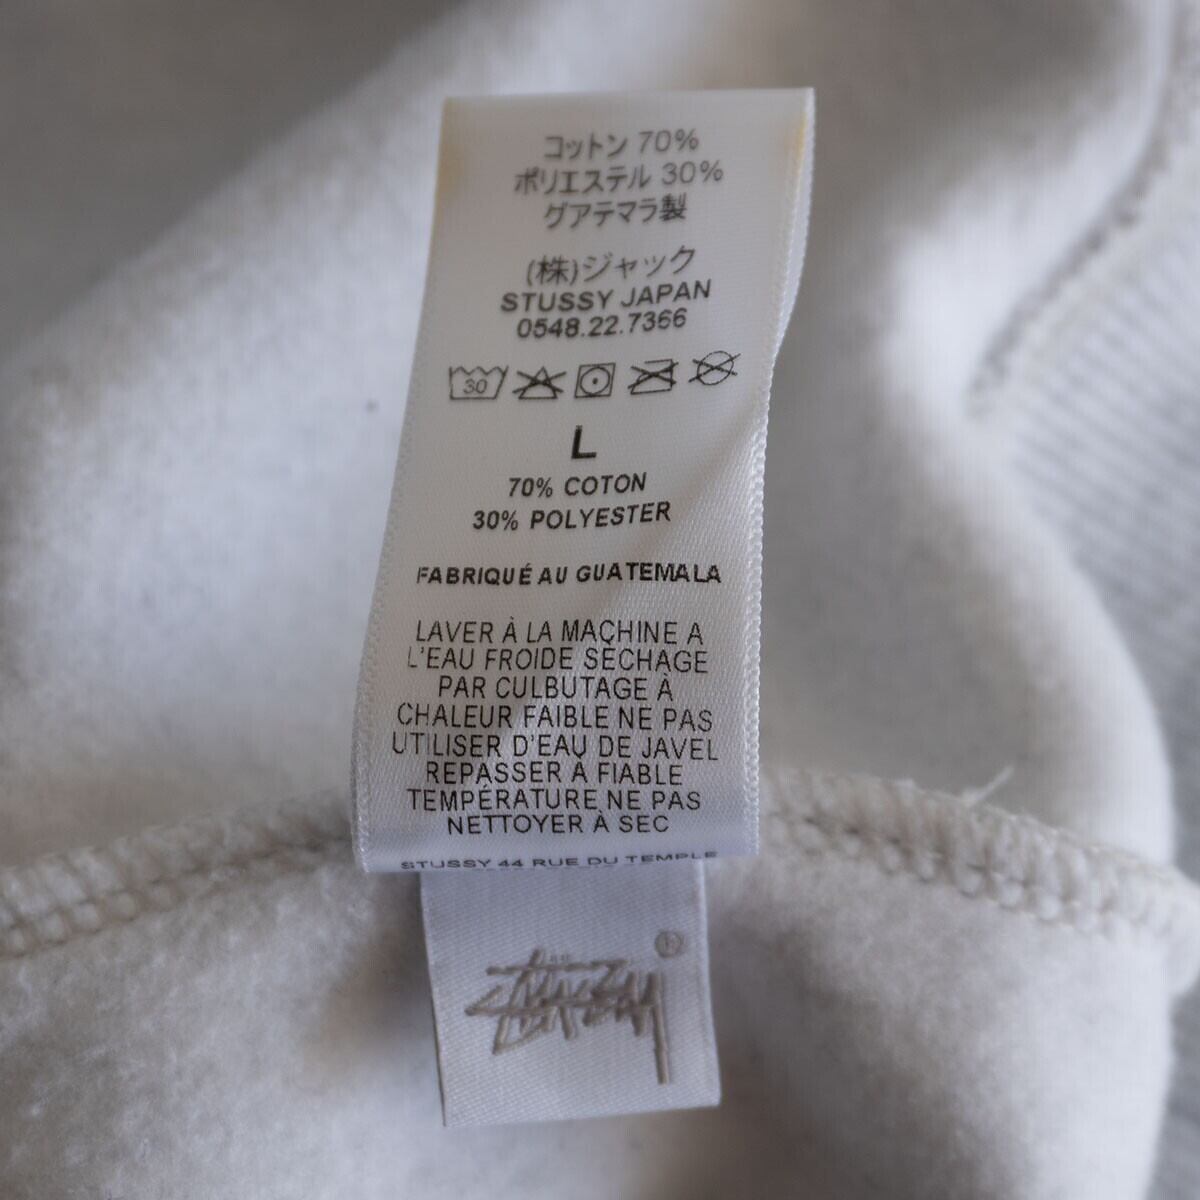 コットン 70%
ポリエステル 30%
グアテマラ製
(株)ジャック
STUSSY JAPAN
0548.22.7366
30
L
70% COTON
30% POLYESTER
FABRIQUÉ AU GUATEMALA
LAVER À LA MACHINE A
L'EAU FROIDE SECHAGE
PAR CULBUTAGE À
CHALEUR FAIBLE NE PAS
UTILISER D'EAU DE JAVEL
REPASSER À FIABLE
TEMPÉRATURE NE PAS
NETTOYER À SEC
STUSSY 44 RUE DU TEMPLE
Stüssy ®